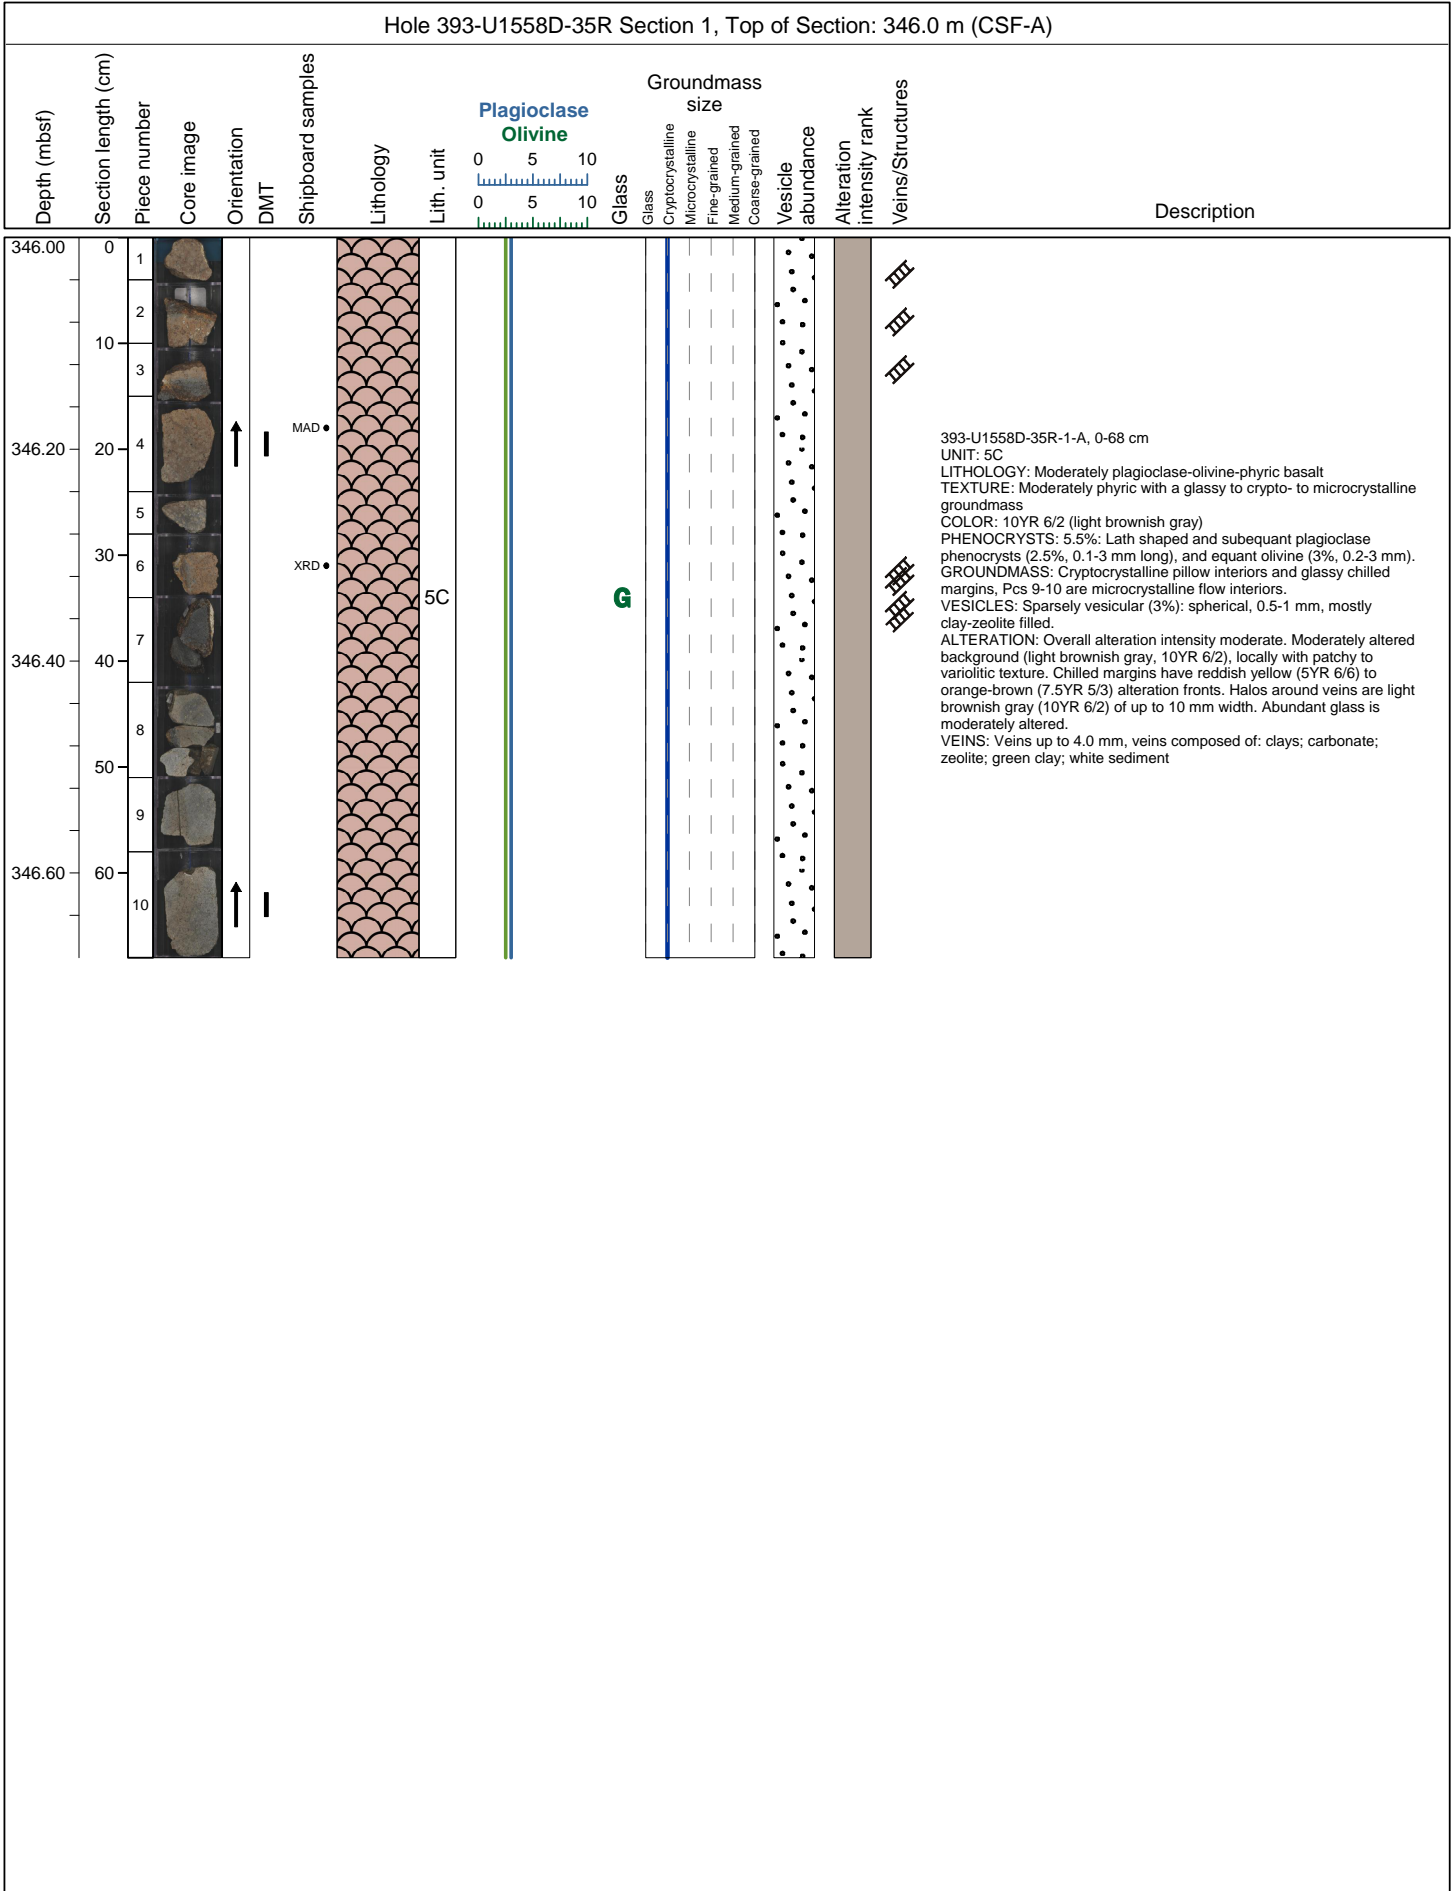 Hole 393-U1558D-35R Section 1, Top of Section: 346.0 m (CSF-A)
Depth (mbsf)
Section length (cm)
Piece number
Core image
Orientation
DMT
Shipboard samples
Lithology
Lith. unit
Plagioclase
Olivine
0 5 10
0 5 10
Glass
Groundmass
size
Glass
Cryptocrystalline
Microcrystalline
Fine-grained
Medium-grained
Coarse-grained
Vesicle
abundance
Alteration
intensity rank
Veins/Structures
Description
346.00
346.20
346.40
346.60
0
10
20
30
40
50
60
1
2
3
4
5
6
7
8
9
10
MAD
XRD
5C
G
393-U1558D-35R-1-A, 0-68 cm
UNIT: 5C
LITHOLOGY: Moderately plagioclase-olivine-phyric basalt
TEXTURE: Moderately phyric with a glassy to crypto- to microcrystalline
groundmass
COLOR: 10YR 6/2 (light brownish gray)
PHENOCRYSTS: 5.5%: Lath shaped and subequant plagioclase
phenocrysts (2.5%, 0.1-3 mm long), and equant olivine (3%, 0.2-3 mm).
GROUNDMASS: Cryptocrystalline pillow interiors and glassy chilled
margins, Pcs 9-10 are microcrystalline flow interiors.
VESICLES: Sparsely vesicular (3%): spherical, 0.5-1 mm, mostly
clay-zeolite filled.
ALTERATION: Overall alteration intensity moderate. Moderately altered
background (light brownish gray, 10YR 6/2), locally with patchy to
variolitic texture. Chilled margins have reddish yellow (5YR 6/6) to
orange-brown (7.5YR 5/3) alteration fronts. Halos around veins are light
brownish gray (10YR 6/2) of up to 10 mm width. Abundant glass is
moderately altered.
VEINS: Veins up to 4.0 mm, veins composed of: clays; carbonate;
zeolite; green clay; white sediment